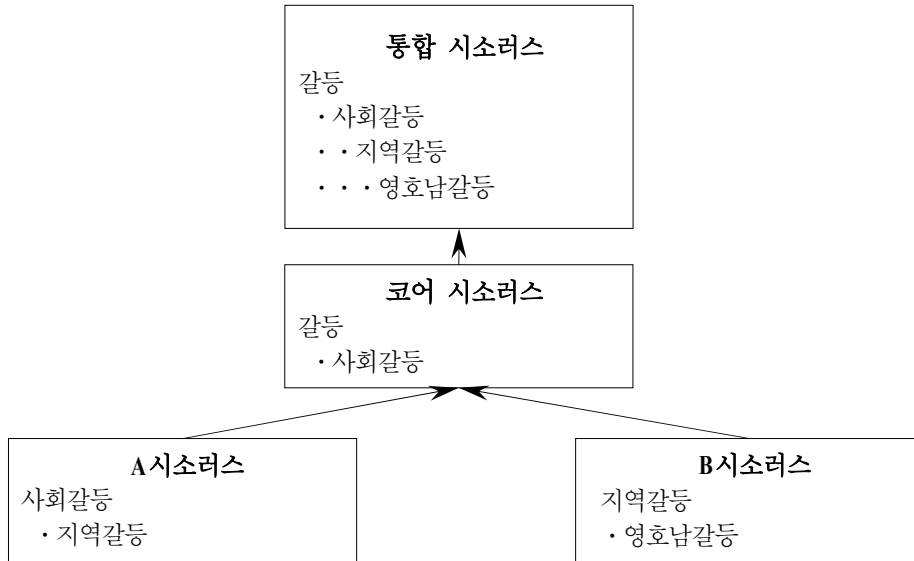 통합 시소러스
갈등
・사회갈등
・・지역갈등
・・・영호남갈등
코어 시소러스
갈등
・사회갈등
A시소러스
사회갈등
・지역갈등
B시소러스
지역갈등
・영호남갈등